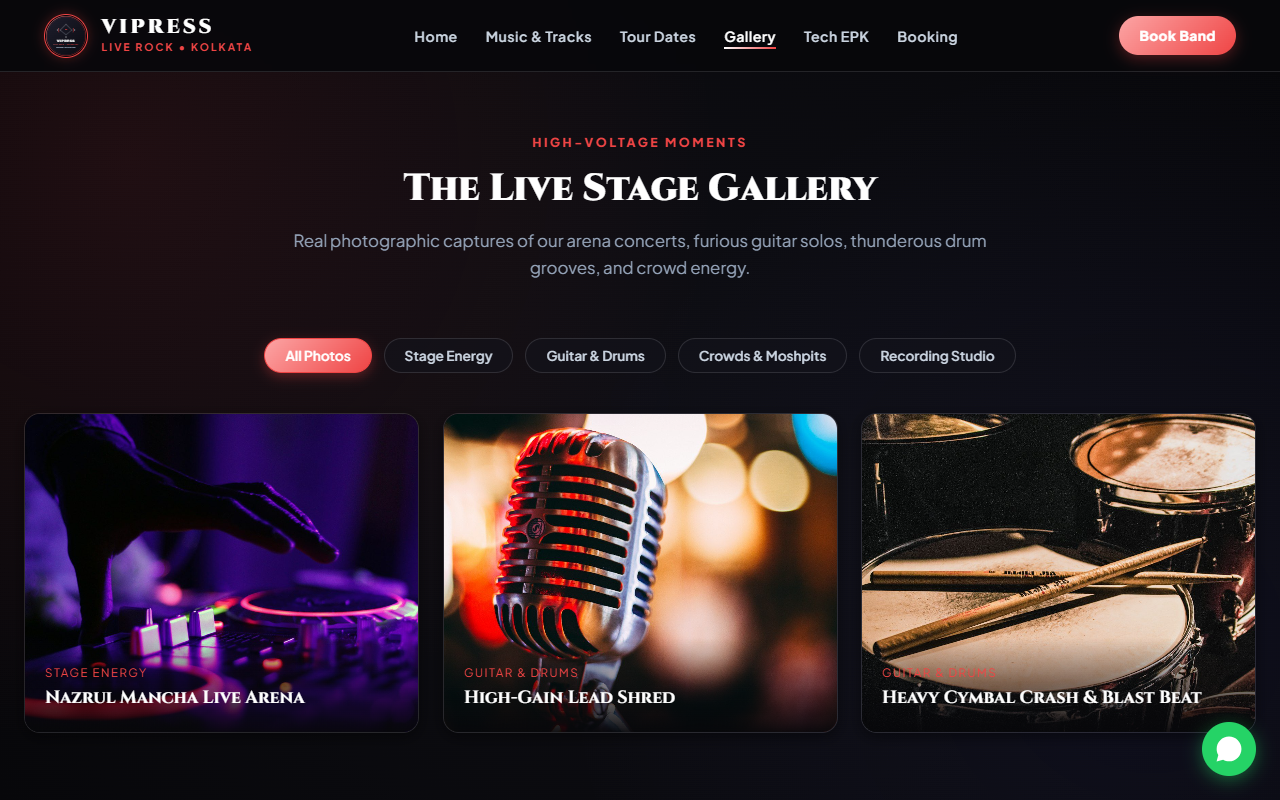 VIPRESS
LIVE ROCK • KOLKATA
Home
Music & Tracks
Tour Dates
Gallery
Tech EPK
Booking
Book Band
HIGH-VOLTAGE MOMENTS
The Live Stage Gallery
Real photographic captures of our arena concerts, furious guitar solos, thunderous drum
grooves, and crowd energy.
All Photos
Stage Energy
Guitar & Drums
Crowds & Moshpits
Recording Studio
STAGE ENERGY
Nazrul Mancha Live Arena
GUITAR & DRUMS
High-Gain Lead Shred
GUITAR & DRUMS
Heavy Cymbal Crash & Blast Beat